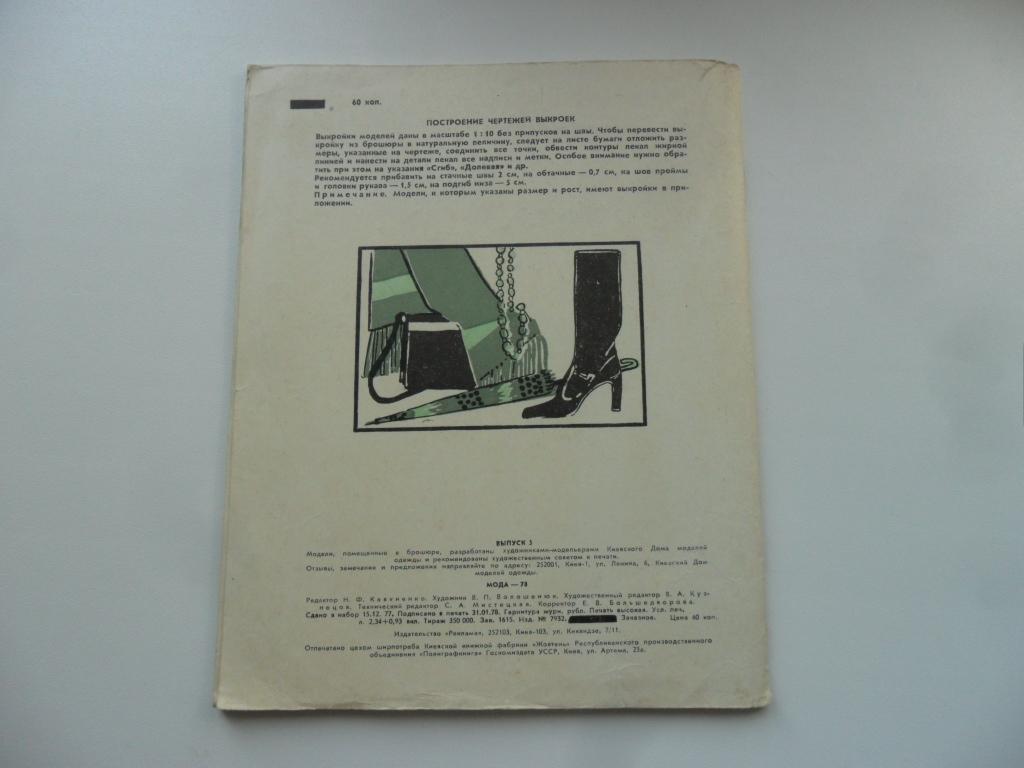 60 коп.
ПОСТРОЕНИЕ ЧЕРТЕЖЕЙ ВЫКРОЕК
Выкройки моделей даны в масштабе 1 : 10 без припусков на швы. Чтобы перевести вы-
кройку из брошюры в натуральную величину, следует на листе бумаги отложить раз-
меры, указанные на чертеже, соединить все точки, обвести контуры лекал жирной
линией и нанести на детали лекал все надписи и метки. Особое внимание нужно обра-
тить при этом на указания «Сгиб», «Долевая» и др.
Рекомендуется прибавить на стачные швы 2 см, на обтачные — 0,7 см, на шов проймы
и головки рукава — 1,5 см, на подгиб низа — 5 см.
Примечание. Модели, к которым указаны размер и рост, имеют выкройки в при-
ложении.
ВЫПУСК 3
Модели, помещенные в брошюре, разработаны художниками-модельерами Киевского Дома моделей
одежды и рекомендованы художественным советом к печати.
Отзывы, замечания и предложения направляйте по адресу: 252001, Киев-1, ул. Ленина, 6, Киевский Дом
моделей одежды.
МОДА — 78
Редактор Н. Ф. Художник В. П. Волошенюк. Художественный редактор В. А. Куз-
нецов. Технический редактор С. А. Мистецкая. Корректор Е. В. Большедворова.
Сдано в набор 15.12. 77. Подписано в печать 31.01.78. Гарнитура журн. рубл. Печать высокая. Усл. печ.
л. 2,34+0,93 вкл. Тираж 350 000. Зак. 1615. Изд. № 7932. Заказное. Цена 60 коп.
Издательство «Реклама», 252103, Киев-103, ул. Киквидзе, 7/11.
Отпечатано цехом ширпотреба Киевской книжной фабрики «Жовтень» Республиканского производственного
объединения «Полиграфкнига» Госкомиздата УССР, Киев, ул. Артема, 23а.